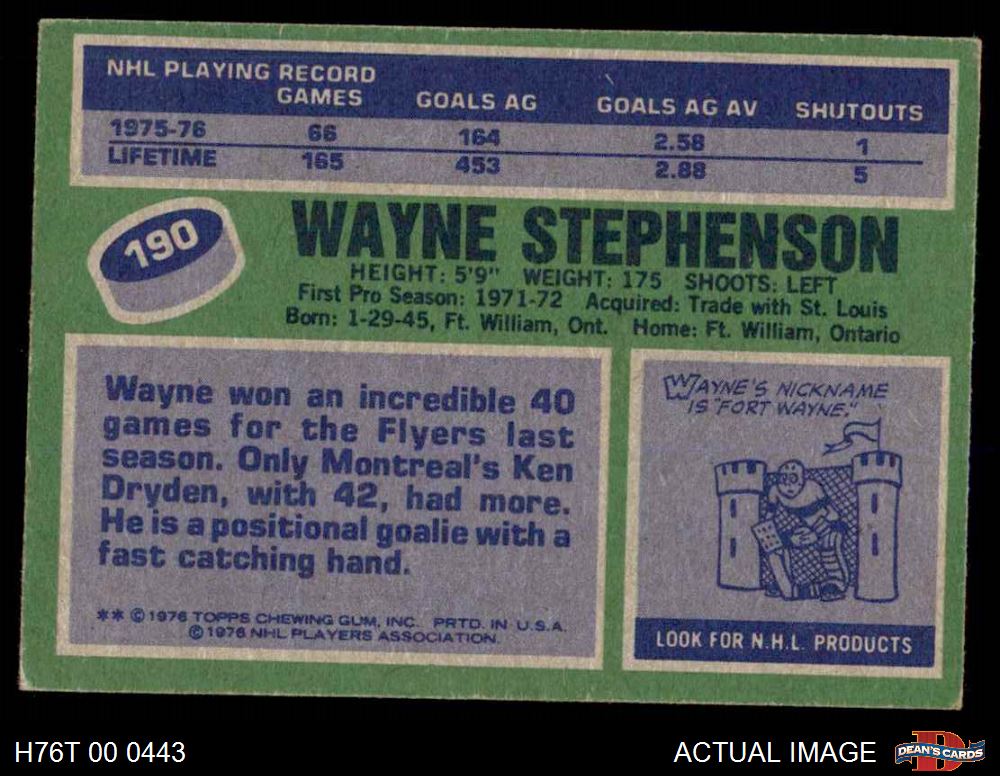 NHL PLAYING RECORD
GAMES GOALS AG GOALS AG AV SHUTOUTS
1975-76 66 164 2.58 1
LIFETIME 165 453 2.88 5
190
WAYNE STEPHENSON
HEIGHT: 5'9" WEIGHT: 175 SHOOTS: LEFT
First Pro Season: 1971-72 Acquired: Trade with St. Louis
Born: 1-29-45, Ft. William, Ont. Home: Ft. William, Ontario
Wayne won an incredible 40
games for the Flyers last
season. Only Montreal's Ken
Dryden, with 42, had more.
He is a positional goalie with a
fast catching hand.
** © 1976 TOPPS CHEWING GUM, INC. PRTD. IN U.S.A.
© 1976 NHL PLAYERS ASSOCIATION.
WAYNE'S NICKNAME
IS "FORT WAYNE."
LOOK FOR N.H.L. PRODUCTS
H76T 00 0443
ACTUAL IMAGE
D
DEAN'S CARDS